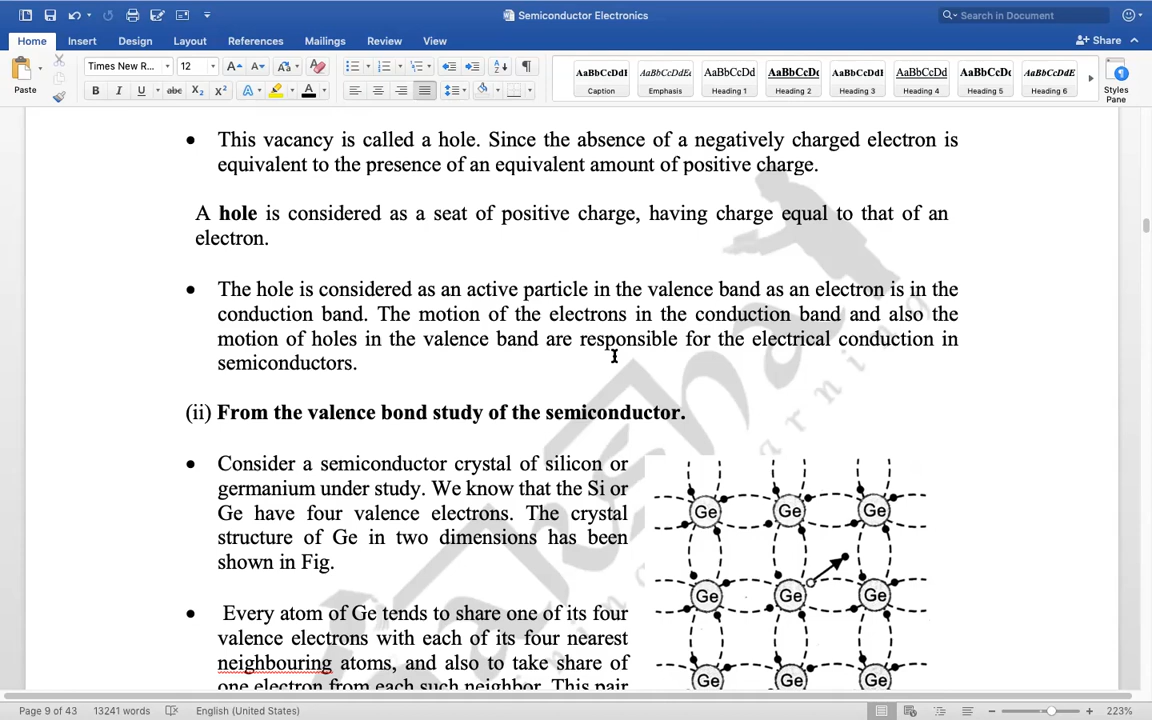 Semiconductor Electronics
Search in Document
Home Insert Design Layout References Mailings Review View
Share
Paste
Times New R... 12
AaBbCcDdI AaBbCcDdEe AaBbCcDd AaBbCcDc AaBbCcDdI AaBbCcDd AaBbCcDc AaBbCcDdE
Caption Emphasis Heading 1 Heading 2 Heading 3 Heading 4 Heading 5 Heading 6
Styles
Pane
• This vacancy is called a hole. Since the absence of a negatively charged electron is
equivalent to the presence of an equivalent amount of positive charge.
A hole is considered as a seat of positive charge, having charge equal to that of an
electron.
• The hole is considered as an active particle in the valence band as an electron is in the
conduction band. The motion of the electrons in the conduction band and also the
motion of holes in the valence band are responsible for the electrical conduction in
semiconductors.
(ii) From the valence bond study of the semiconductor.
• Consider a semiconductor crystal of silicon or
germanium under study. We know that the Si or
Ge have four valence electrons. The crystal
structure of Ge in two dimensions has been
shown in Fig.
• Every atom of Ge tends to share one of its four
valence electrons with each of its four nearest
neighbouring atoms, and also to take share of
one electron from each such neighbor. This pair
Ge Ge Ge
Ge Ge Ge
Ge Ge Ge
Page 9 of 43 13241 words English (United States) 223%